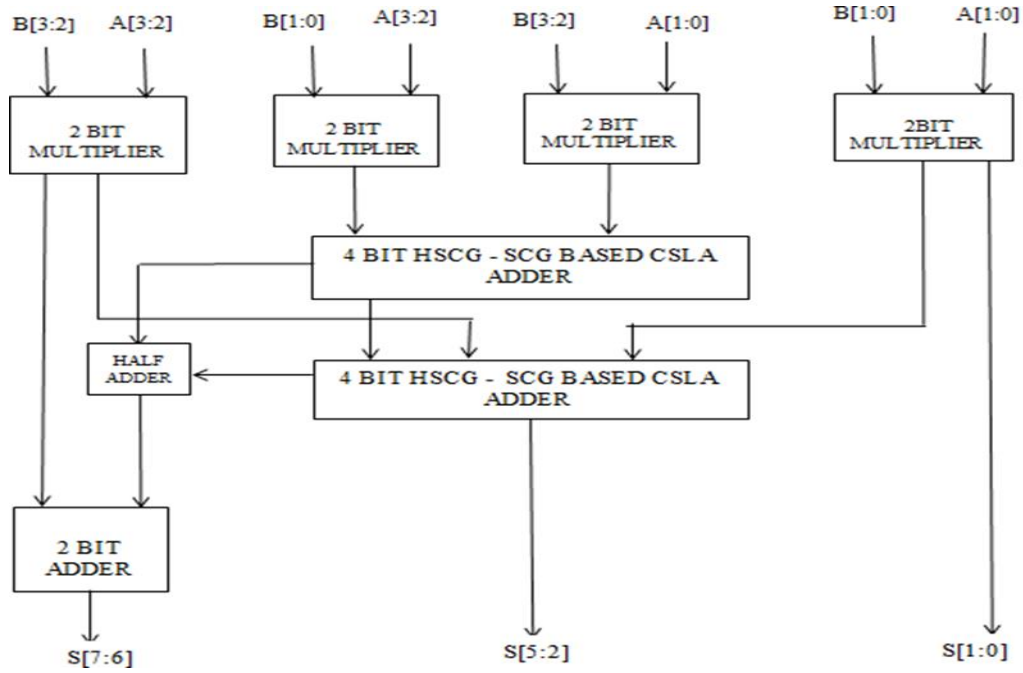 B[3:2] A[3:2] B[1:0] A[3:2] B[3:2] A[1:0] B[1:0] A[1:0]
2 BIT
MULTIPLIER
2 BIT
MULTIPLIER
2 BIT
MULTIPLIER
2BIT
MULTIPLIER
4 BIT HSCG - SCG BASED CSLA
ADDER
HALF
ADDER
4 BIT HSCG - SCG BASED CSLA
ADDER
2 BIT
ADDER
S[7:6] S[5:2] S[1:0]